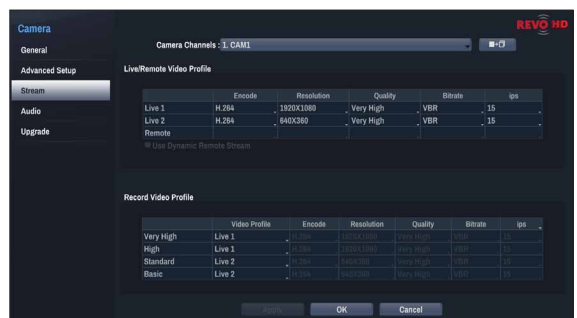 Camera
REVO HD
General
Camera Channels : 1. CAM1
Advanced Setup
Live/Remote Video Profile
Stream
Encode Resolution Quality Bitrate ips
Audio
Live 1 H.264 1920X1080 Very High VBR 15
Live 2 H.264 640X360 Very High VBR 15
Upgrade
Remote
Use Dynamic Remote Stream
Record Video Profile
Video Profile Encode Resolution Quality Bitrate ips
Very High Live 1 H.264 1920X1080 Very High VBR 15
High Live 1 H.264 1920X1080 Very High VBR 15
Standard Live 2 H.264 640X360 Very High VBR 15
Basic Live 2 H.264 640X360 Very High VBR 15
Apply OK Cancel